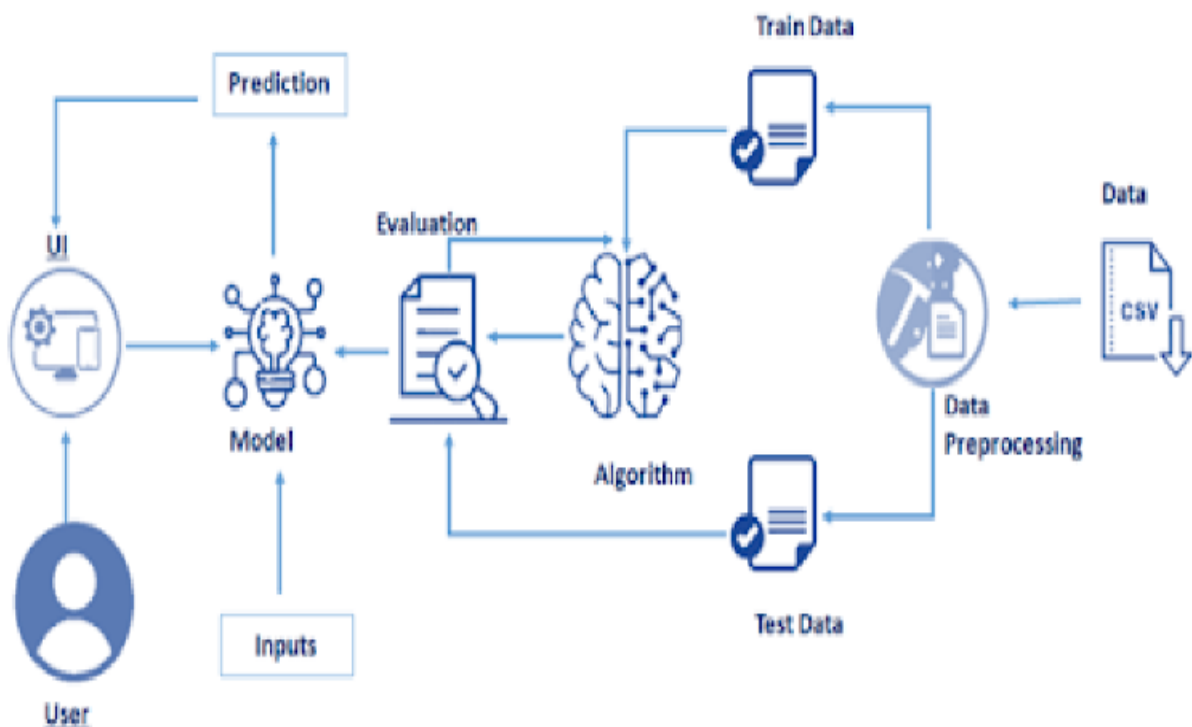 Train Data
Prediction
Data
Evaluation
UI
CSV
Data
Preprocessing
Model
Algorithm
Test Data
Inputs
User